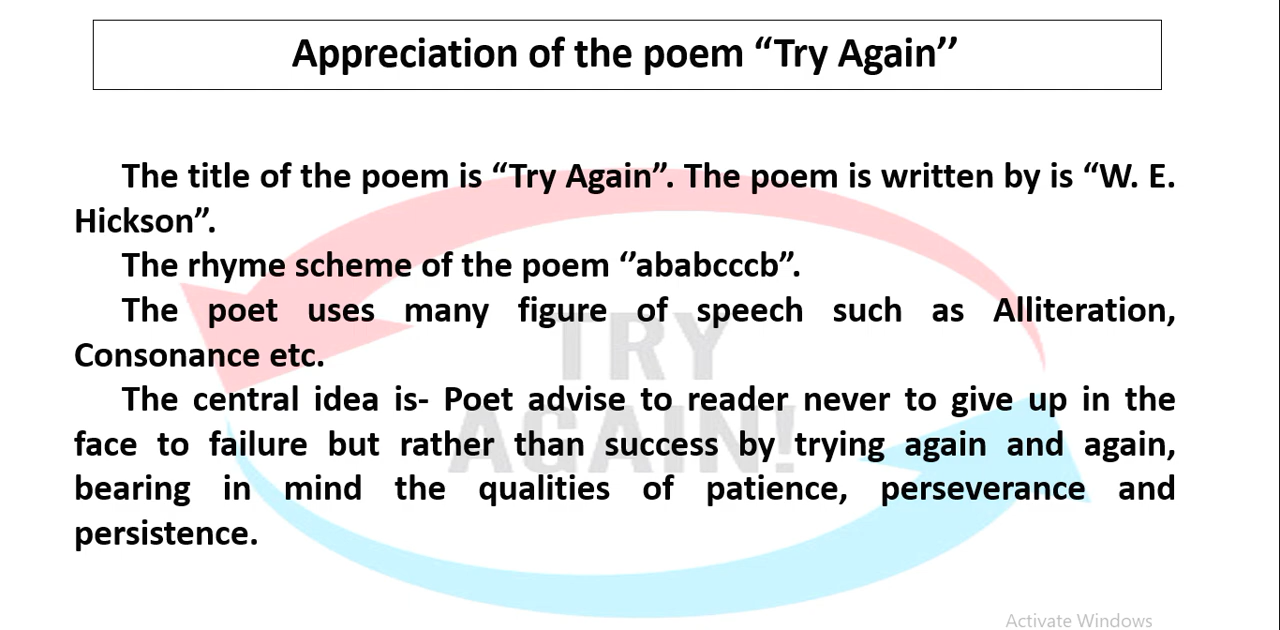 Appreciation of the poem “Try Again’’
The title of the poem is “Try Again”. The poem is written by is “W. E.
Hickson”.
The rhyme scheme of the poem ‘’ababcccb”.
The poet uses many figure of speech such as Alliteration,
Consonance etc.
The central idea is- Poet advise to reader never to give up in the
face to failure but rather than success by trying again and again,
bearing in mind the qualities of patience, perseverance and
persistence.
TRY
AGAIN!
Activate Windows